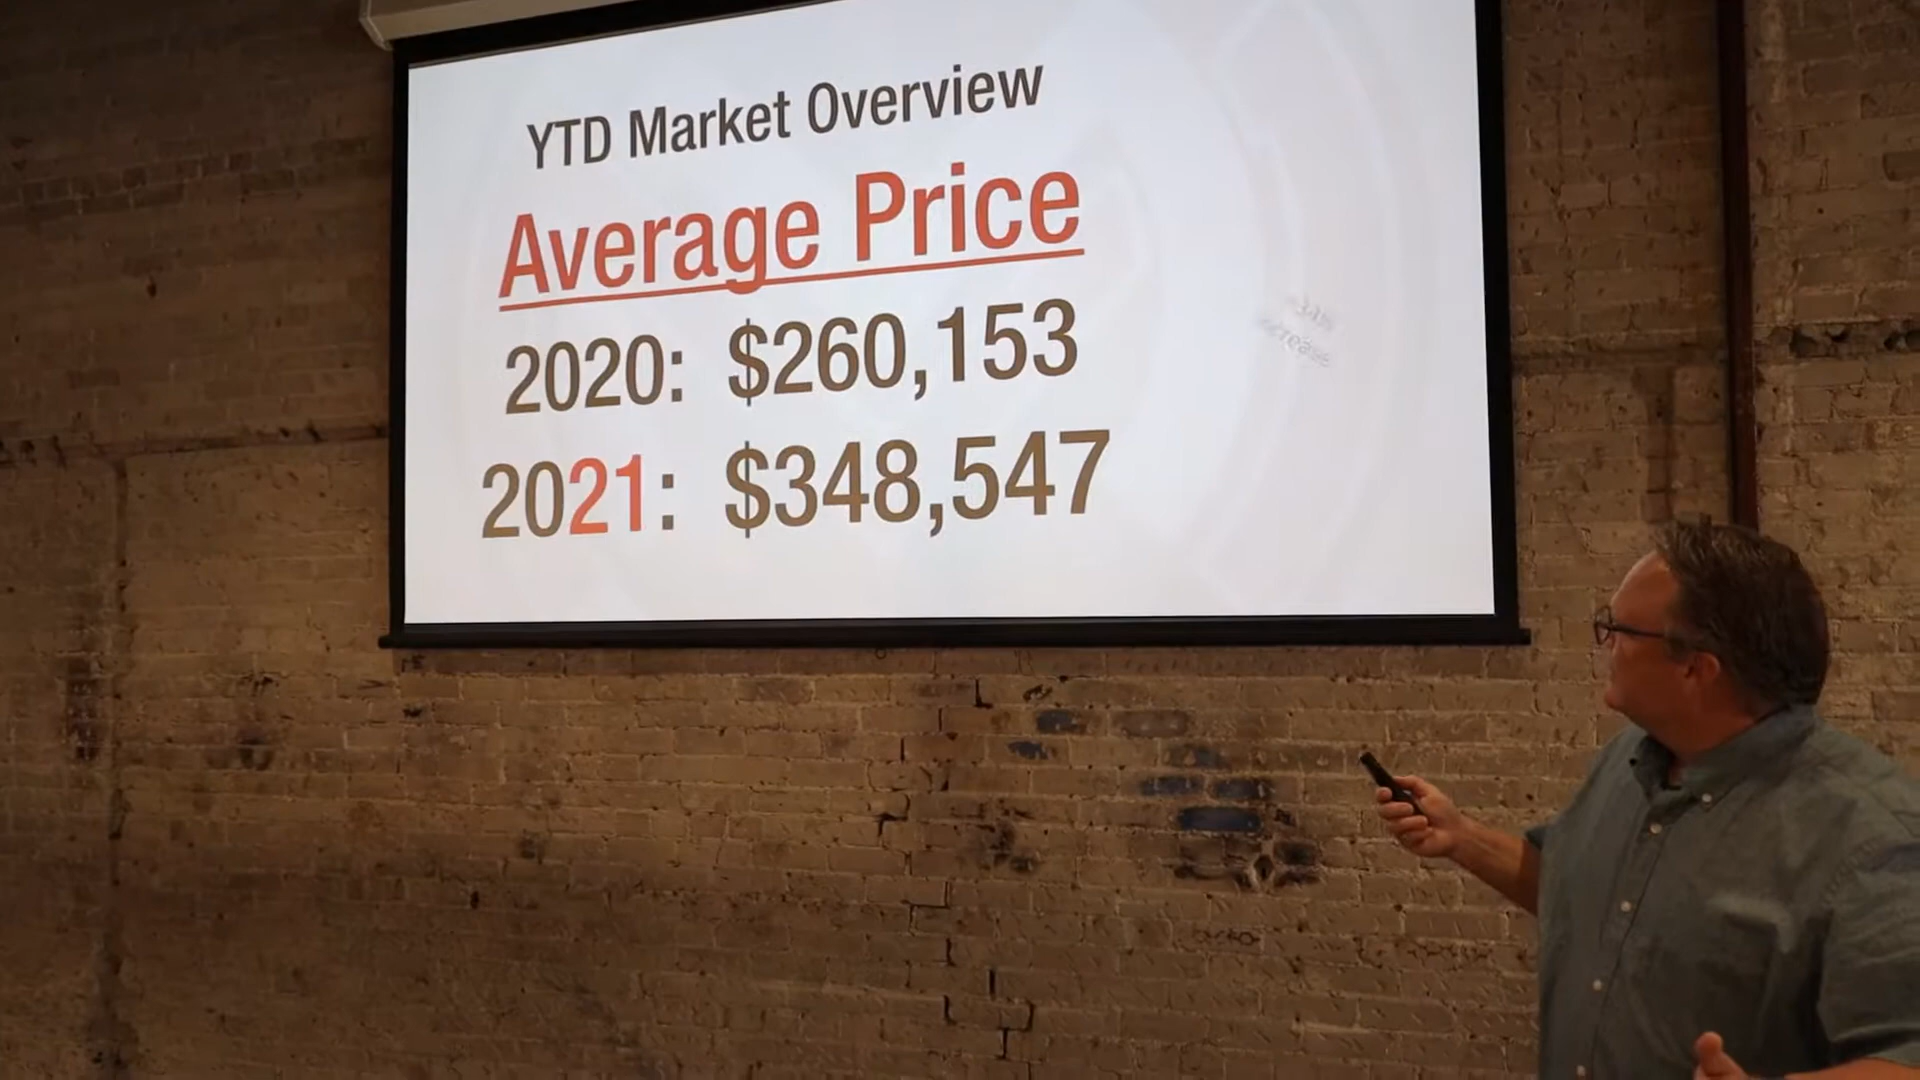 YTD Market Overview
Average Price
2020: $260,153
2021: $348,547